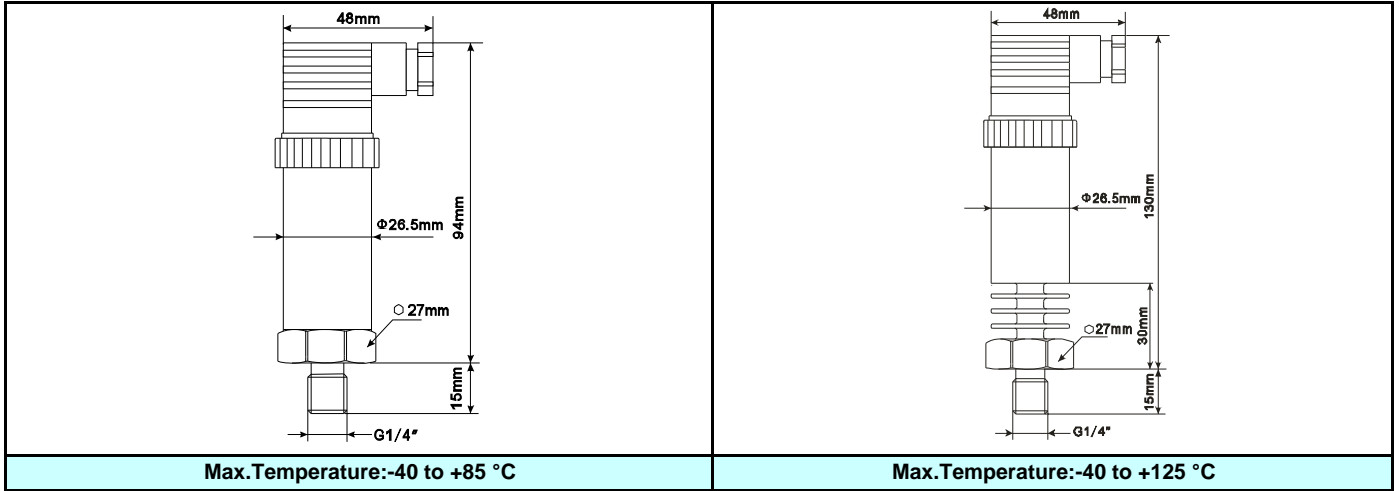 48mm
94mm
Φ26.5mm
27mm
15mm
G1/4"
Max.Temperature:-40 to +85 °C
48mm
130mm
Φ26.5mm
30mm
27mm
15mm
G1/4"
Max.Temperature:-40 to +125 °C